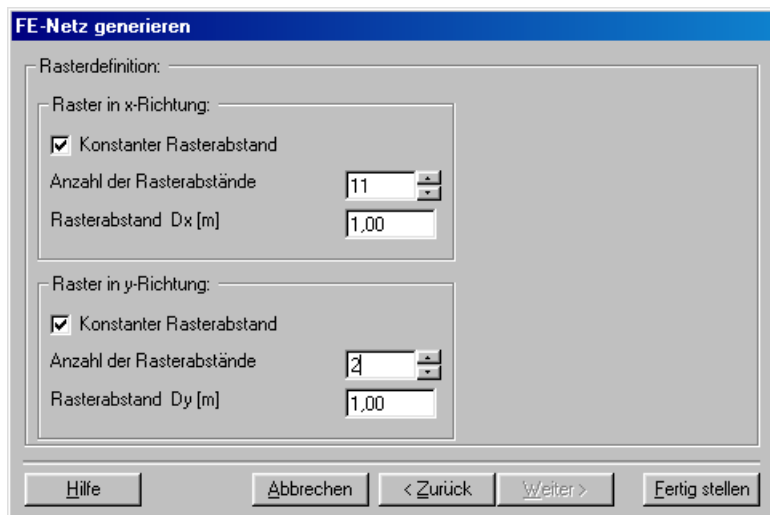 FE-Netz generieren
Rasterdefinition:
Raster in x-Richtung:
Konstanter Rasterabstand
Anzahl der Rasterabstände 11
Rasterabstand Dx [m] 1,00
Raster in y-Richtung:
Konstanter Rasterabstand
Anzahl der Rasterabstände 2
Rasterabstand Dy [m] 1,00
Hilfe Abbrechen < Zurück Weiter > Fertig stellen